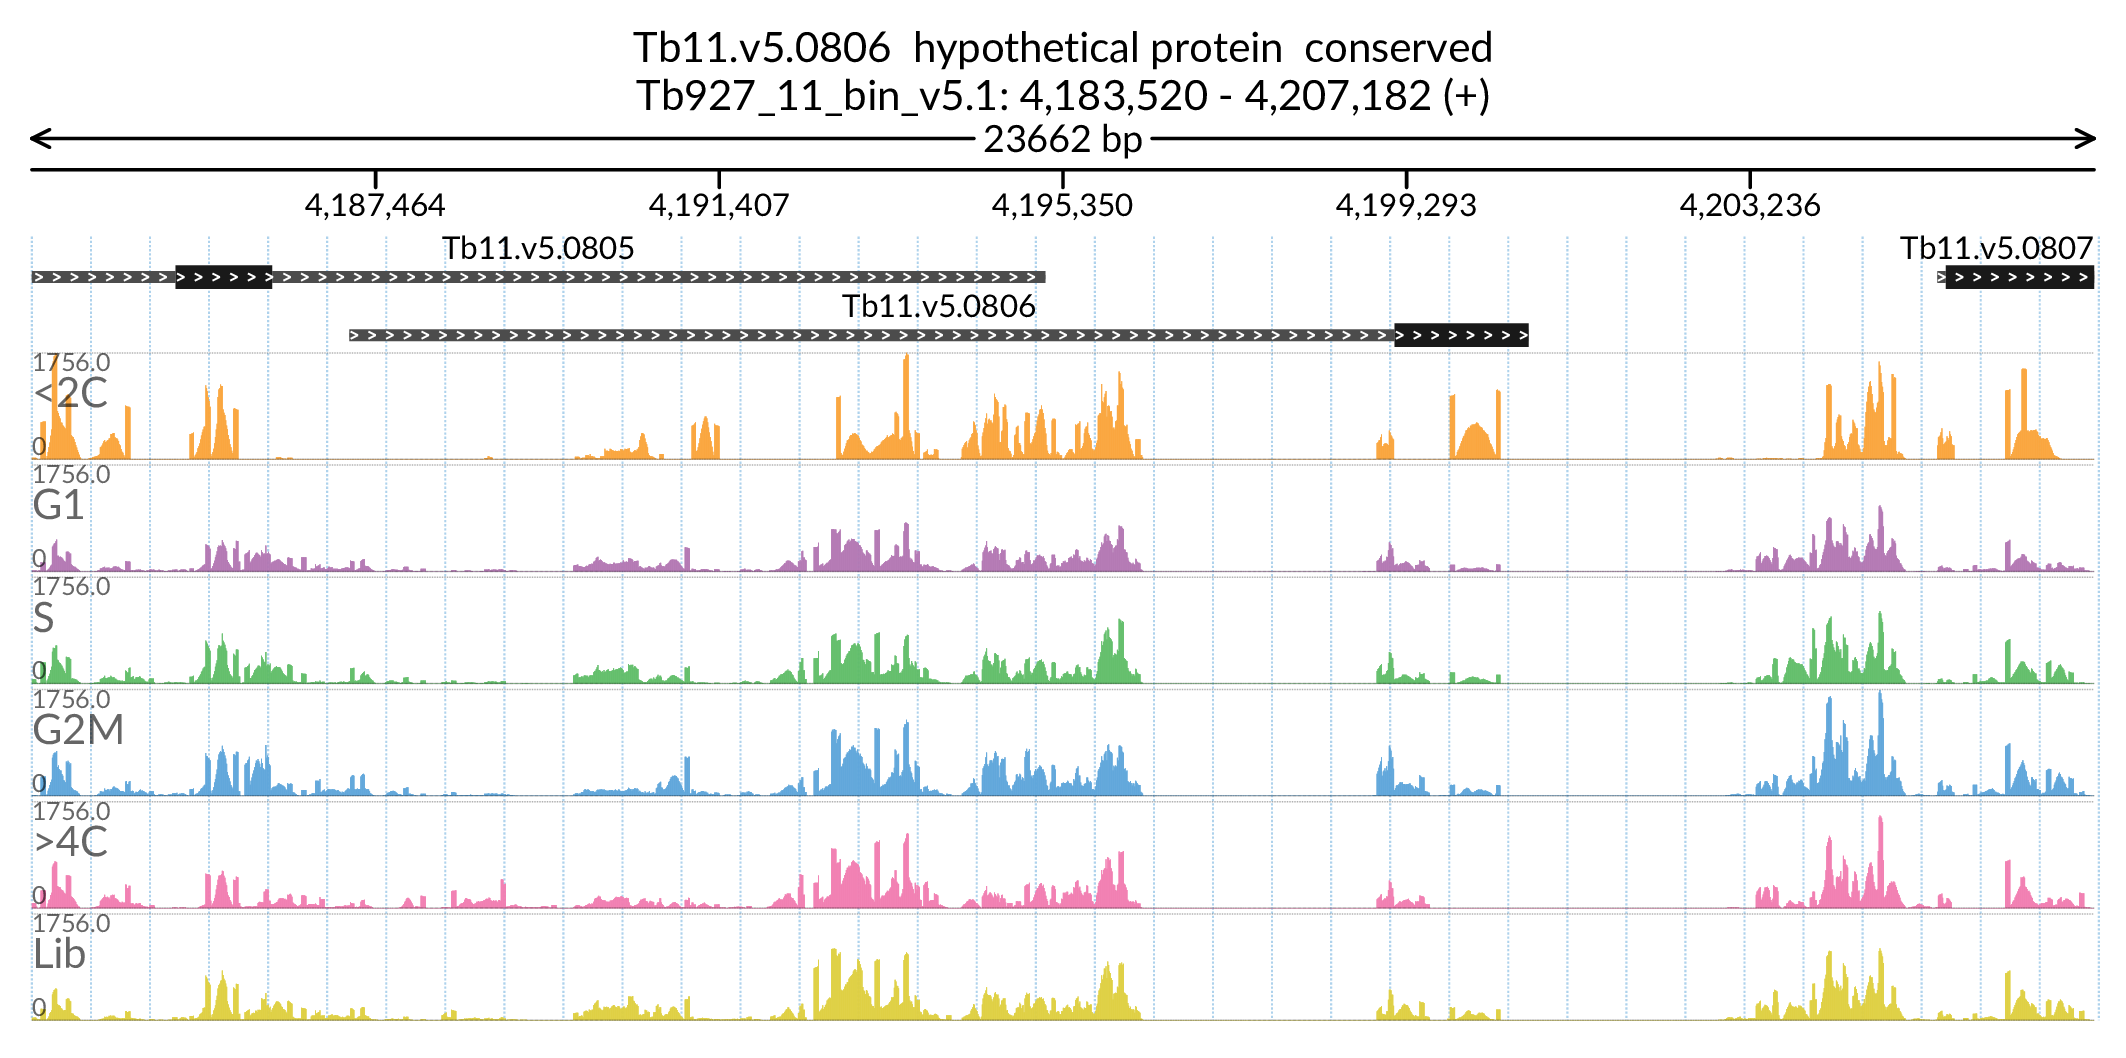 Tb11.v5.0806 hypothetical protein conserved
Tb927_11_bin_v5.1: 4,183,520 - 4,207,182 (+)
23662 bp
4,187,464 4,191,407 4,195,350 4,199,293 4,203,236
Tb11.v5.0805 Tb11.v5.0807
Tb11.v5.0806
1756.0
<2C
0
1756.0
G1
0
1756.0
S
0
1756.0
G2M
0
1756.0
>4C
0
1756.0
Lib
0